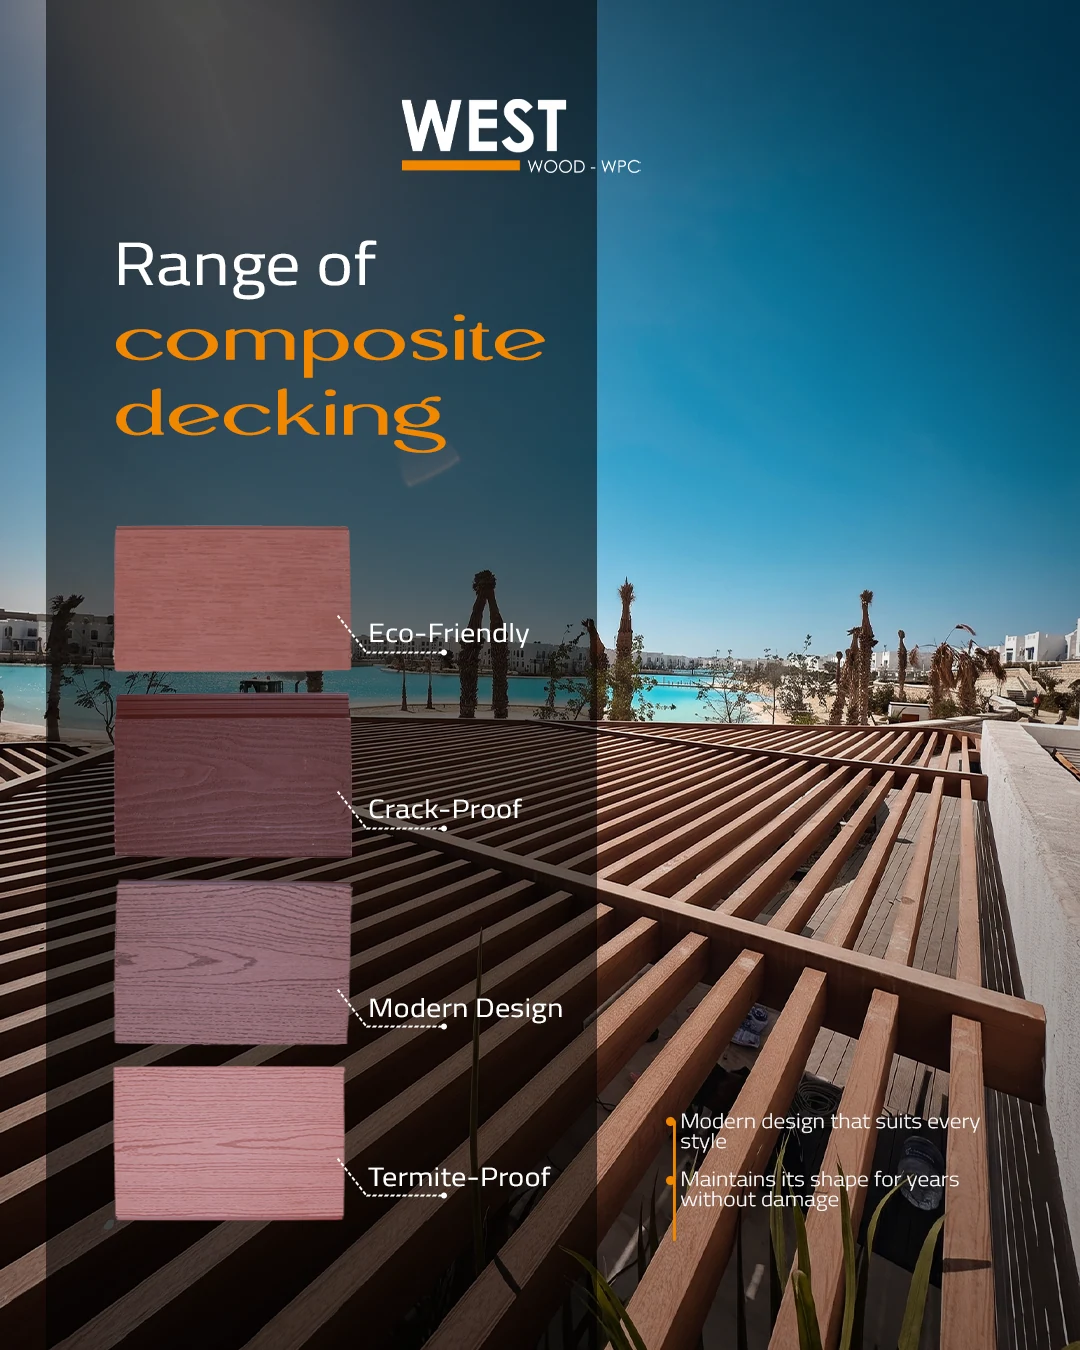 WEST
WOOD - WPC
Range of
composite
decking
Eco-Friendly
Crack-Proof
Modern Design
Termite-Proof
Modern design that suits every
style
Maintains its shape for years
without damage